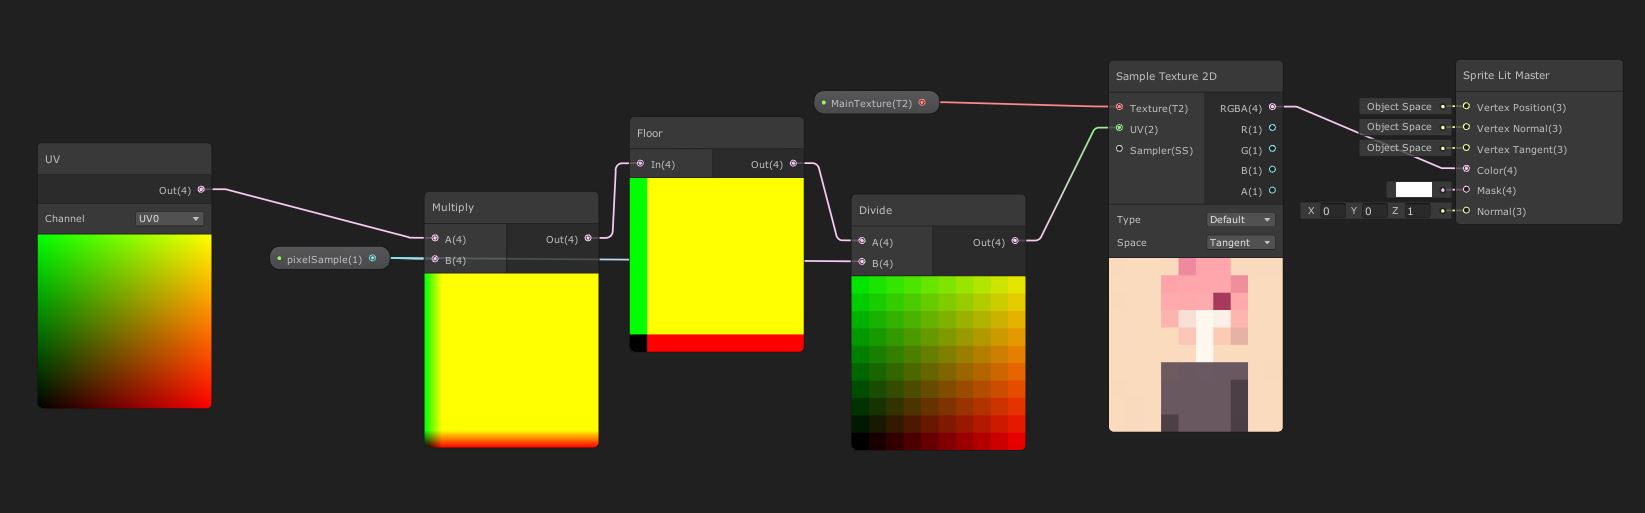 UV
Out(4)
Channel
UV0
pixelSample(1)
Multiply
A(4)
Out(4)
B(4)
Floor
In(4)
Out(4)
MainTexture(T2)
Divide
A(4)
Out(4)
B(4)
Sample Texture 2D
Texture(T2)
RGBA(4)
UV(2)
R(1)
Sampler(SS)
G(1)
B(1)
A(1)
Type
Default
Space
Tangent
Sprite Lit Master
Object Space
Vertex Position(3)
Object Space
Vertex Normal(3)
Object Space
Vertex Tangent(3)
Color(4)
Mask(4)
X 0 Y 0 Z 1
Normal(3)